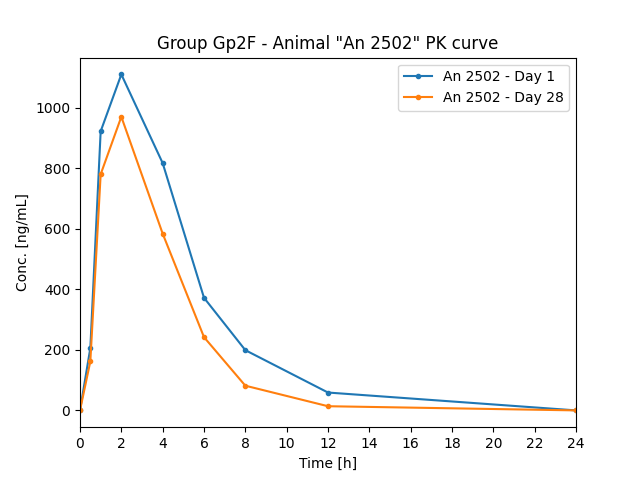 Group Gp2F - Animal "An 2502" PK curve
An 2502 - Day 1
An 2502 - Day 28
Conc. [ng/mL]
1000
800
600
400
200
0
0 2 4 6 8 10 12 14 16 18 20 22 24
Time [h]